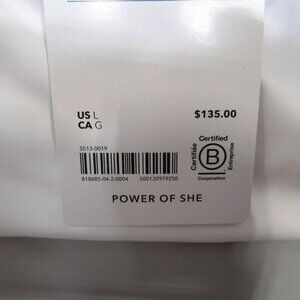 US L
CA G
$135.00
SS13-0019
818685-04-2-0004 500120979250
Certified
Certifiée
B
Entreprise
Corporation
POWER OF SHE